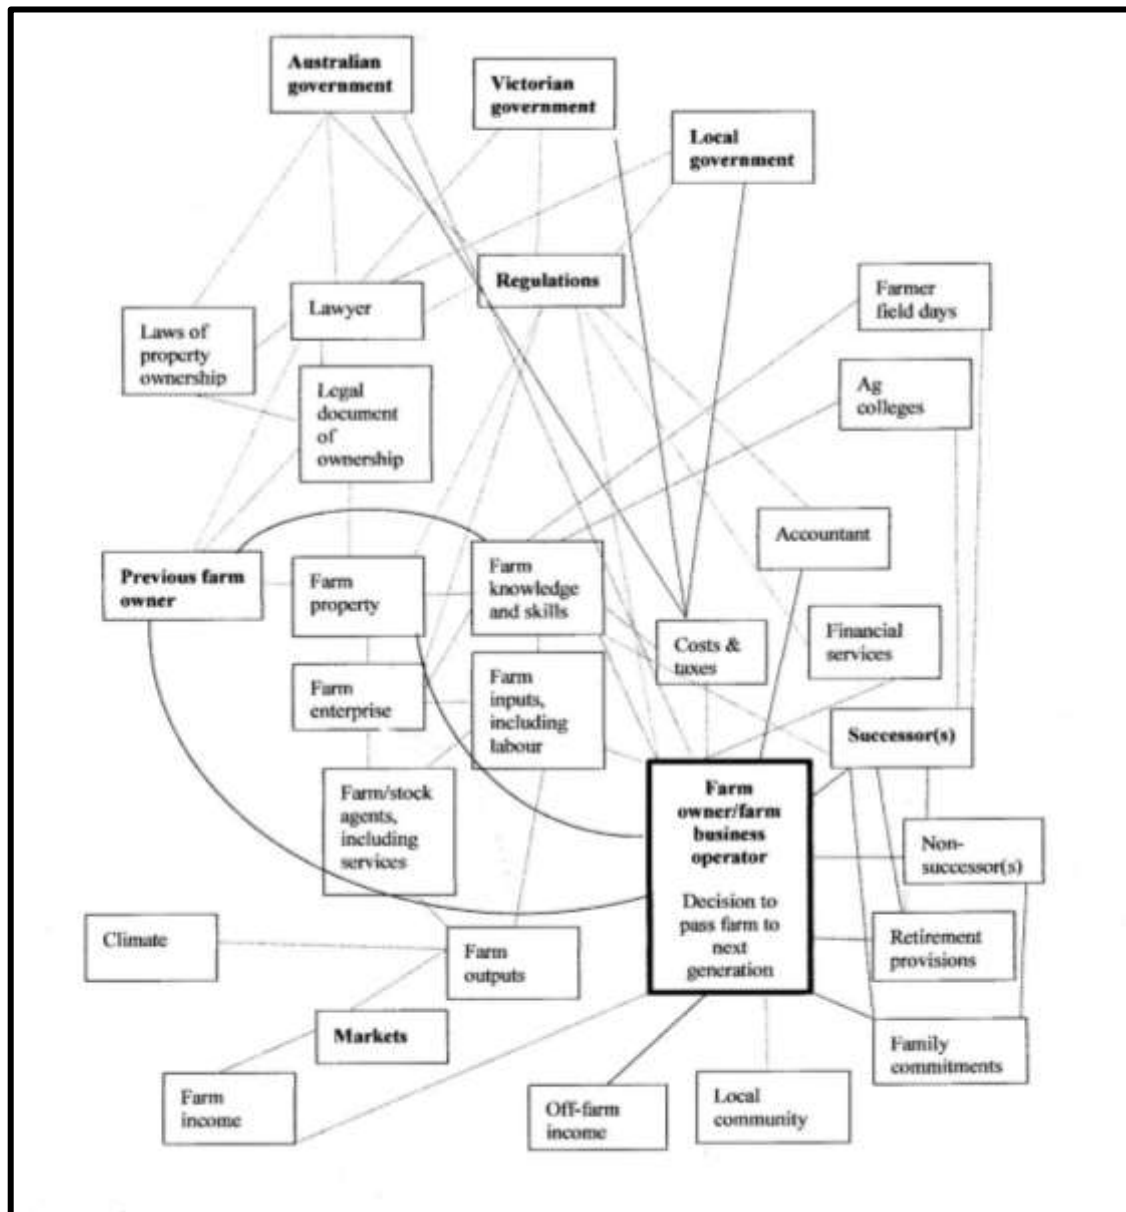 Australian
government
Victorian
government
Local
government
Regulations
Farmer
field days
Lawyer
Laws of
property
ownership
Legal
document
of
ownership
Ag
colleges
Accountant
Previous farm
owner
Farm
property
Farm
knowledge
and skills
Costs &
taxes
Financial
services
Farm
enterprise
Farm
inputs,
including
labour
Successor(s)
Farm/stock
agents,
including
services
Farm
owner/farm
business
operator
Decision to
pass farm to
next
generation
Non-
successor(s)
Climate
Farm
outputs
Retirement
provisions
Markets
Family
commitments
Farm
income
Off-farm
income
Local
community